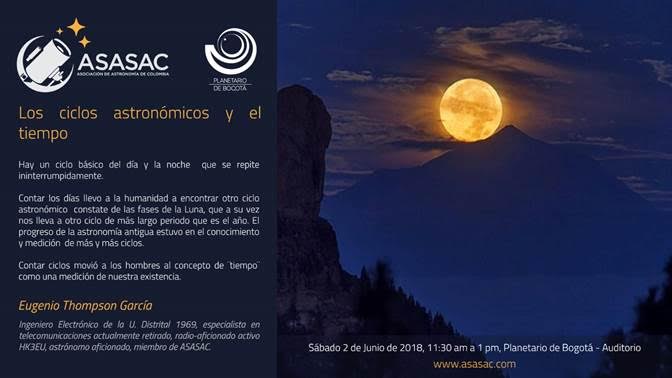 ASASAC
ASOCIACIÓN DE ASTRONOMÍA DE COLOMBIA
PLANETARIO
DE BOGOTÁ
Los ciclos astronómicos y el
tiempo
Hay un ciclo básico del día y la noche que se repite
ininterrumpidamente.
Contar los días llevo a la humanidad a encontrar otro ciclo
astronómico constate de las fases de la Luna, que a su vez
nos lleva a otro ciclo de más largo periodo que es el año. El
progreso de la astronomía antigua estuvo en el conocimiento
y medición de más y más ciclos.
Contar ciclos movió a los hombres al concepto de ¨tiempo¨
como una medición de nuestra existencia.
Eugenio Thompson García
Ingeniero Electrónico de la U. Distrital 1969, especialista en
telecomunicaciones actualmente retirado, radio-aficionado activo
HK3EU, astrónomo aficionado, miembro de ASASAC.
Sábado 2 de Junio de 2018, 11:30 am a 1 pm, Planetario de Bogotá - Auditorio
www.asasac.com